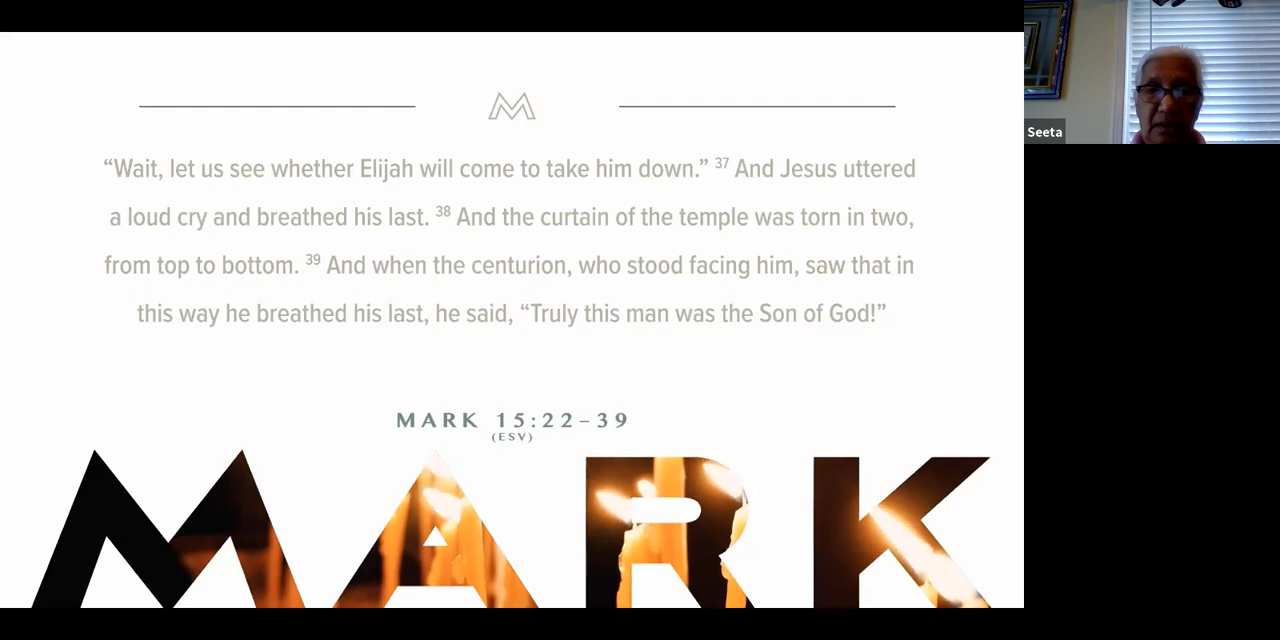 “Wait, let us see whether Elijah will come to take him down.” 37 And Jesus uttered
a loud cry and breathed his last. 38 And the curtain of the temple was torn in two,
from top to bottom. 39 And when the centurion, who stood facing him, saw that in
this way he breathed his last, he said, “Truly this man was the Son of God!”
MARK 15:22–39
(ESV)
MARK
Seeta